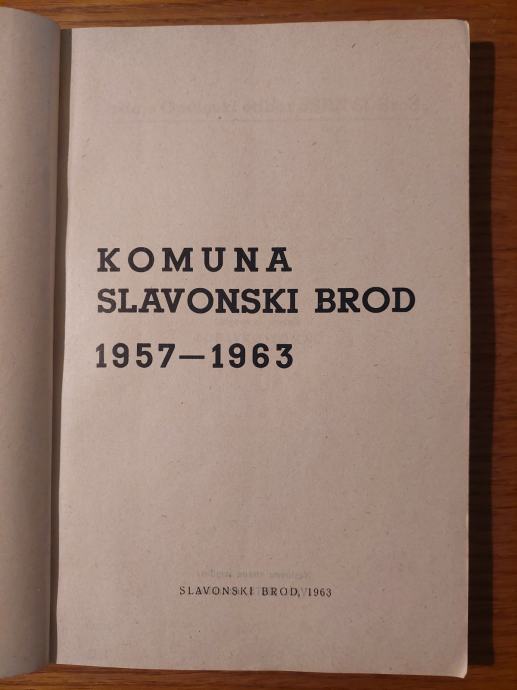 KOMUNA
SLAVONSKI BROD
1957—1963
SLAVONSKI BROD, 1963